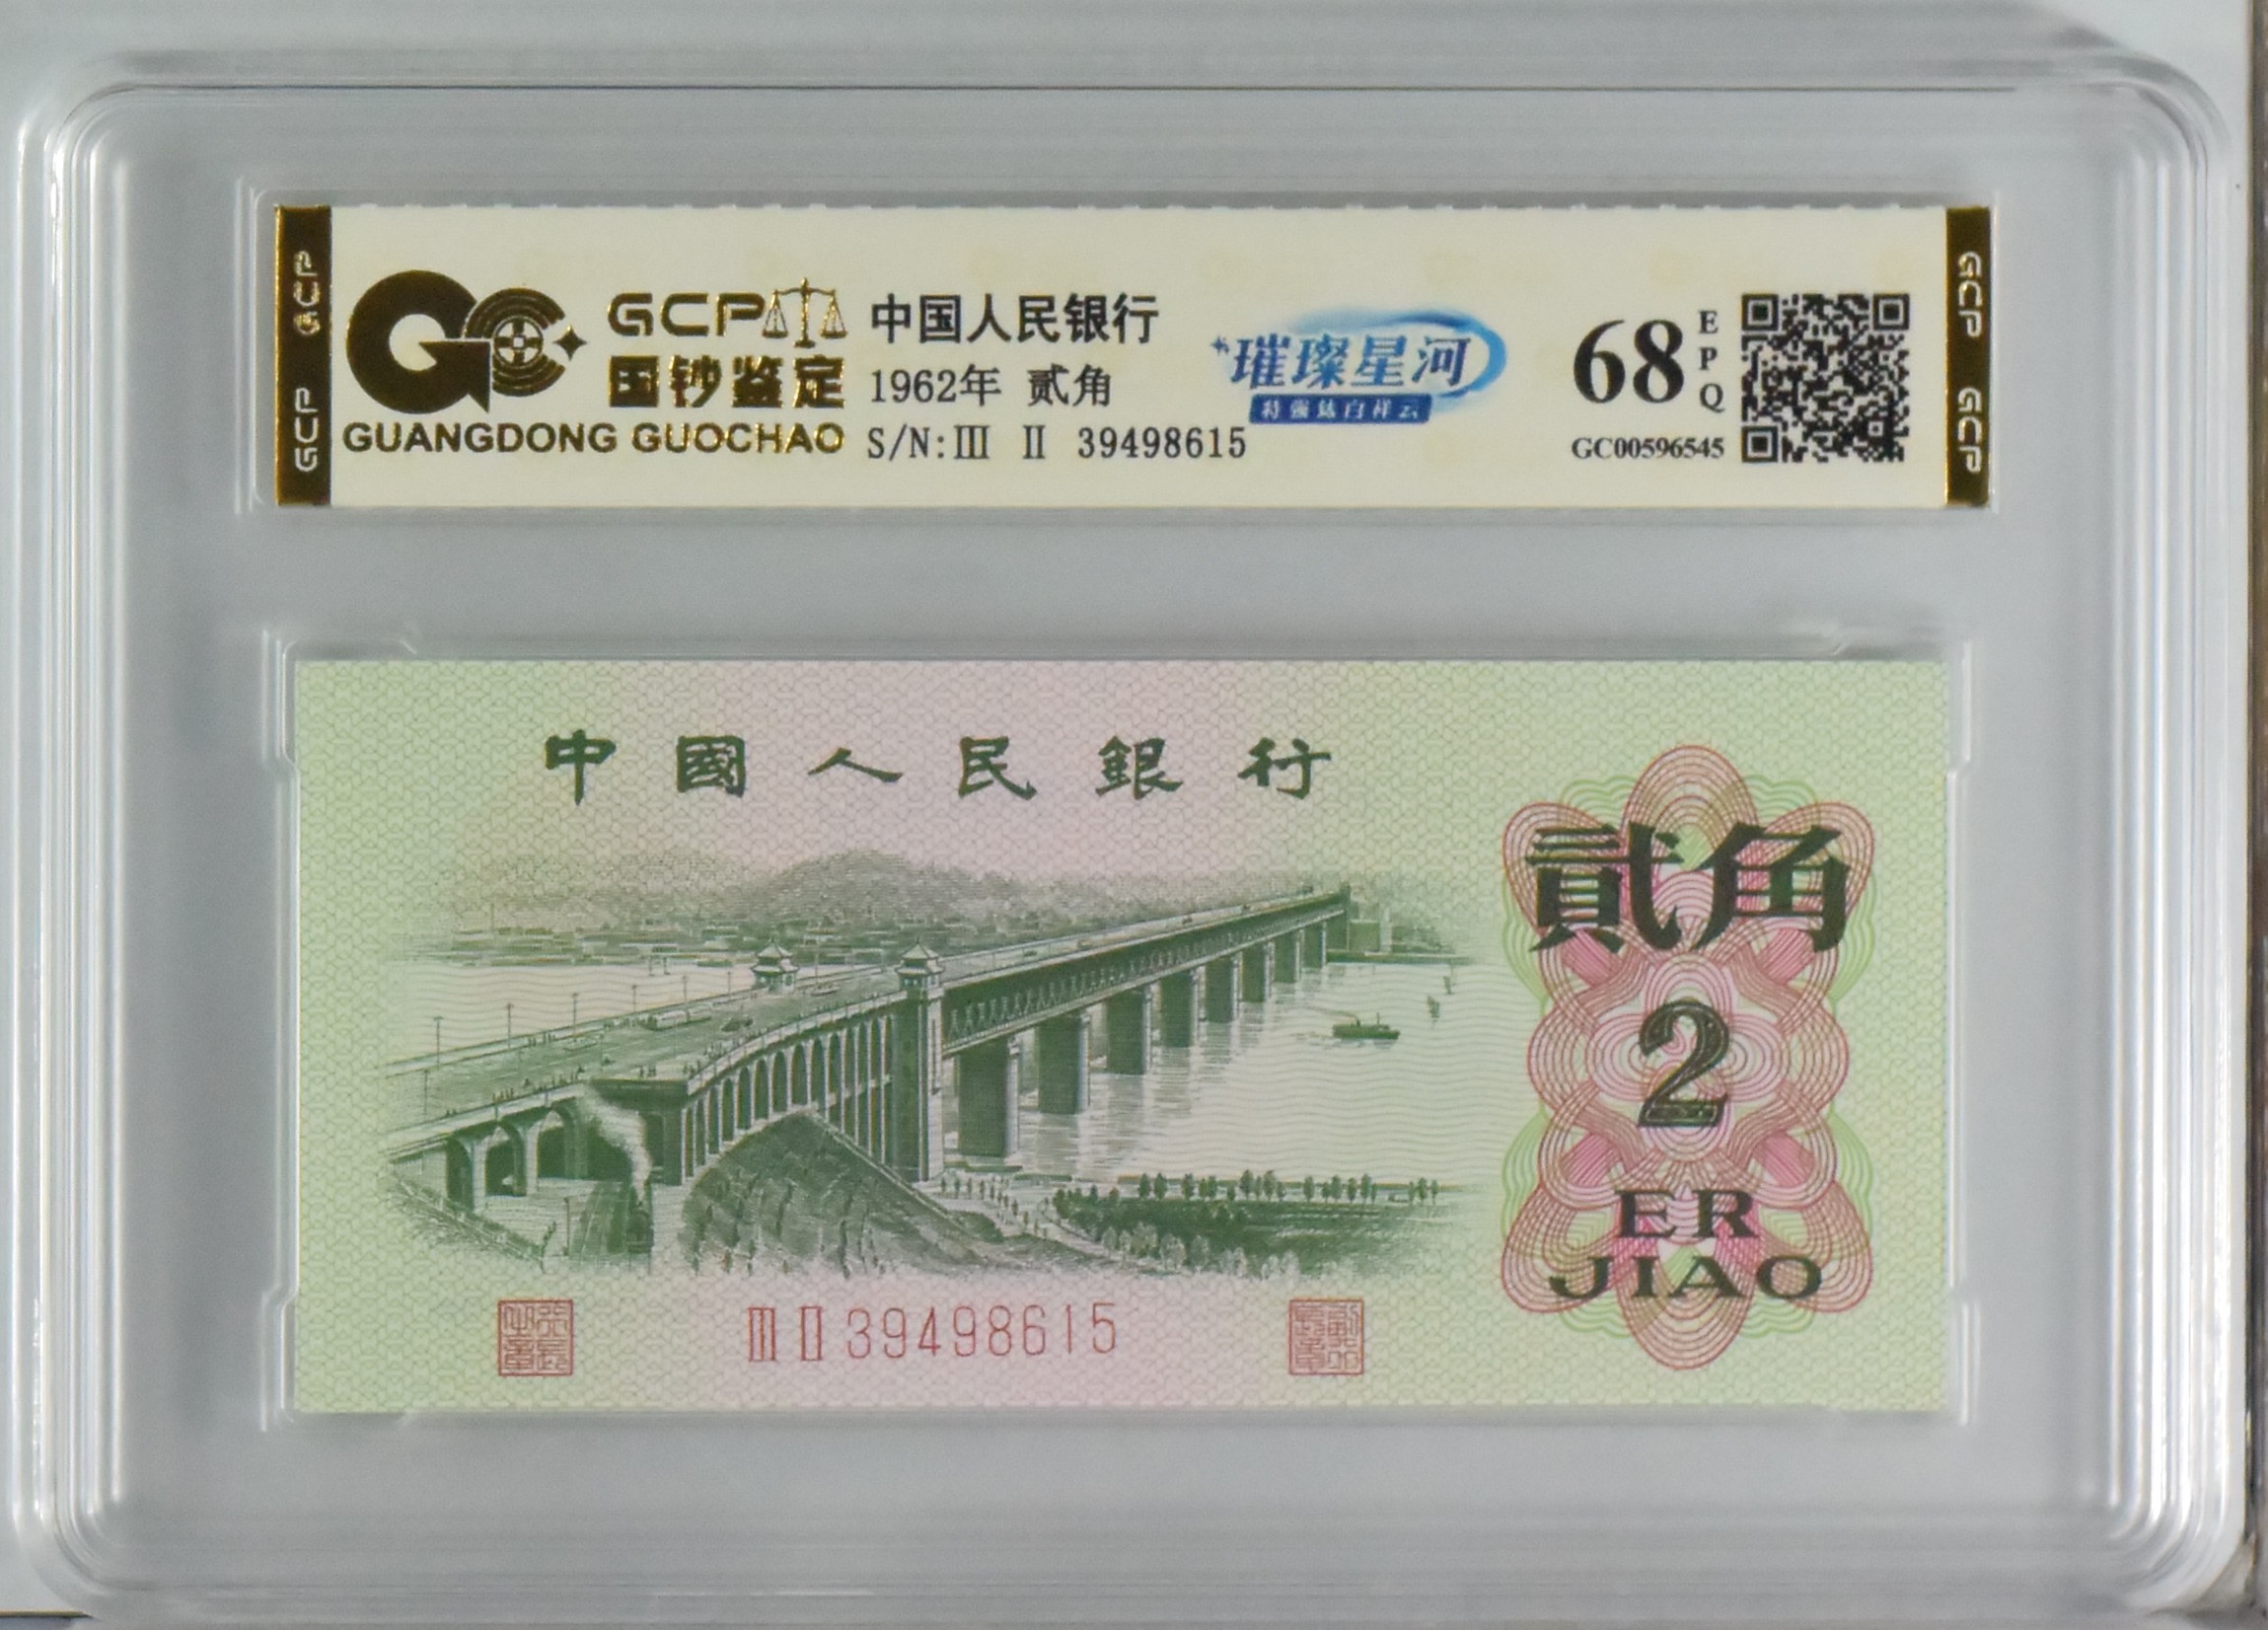 GCP
GCP
GCP
国钞鉴定
GUANGDONG GUOCHAO
中国人民银行
1962年 贰角
S/N:Ⅲ Ⅱ 39498615
璀璨星河
68
EPQ
GC00596545
GCP
GCP
中國人民銀行
貳角
2
ER
JIAO
Ⅲ Ⅱ 39498615